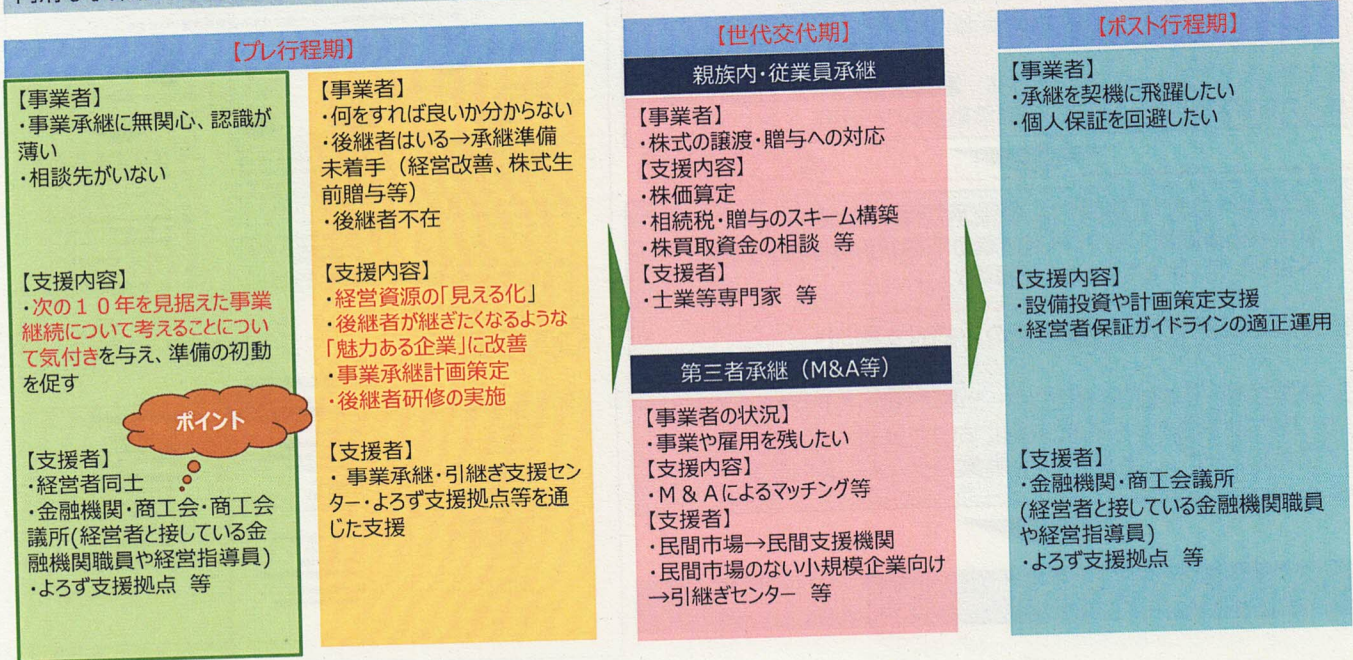 【プレ行程期】
【事業者】
・事業承継に無関心、認識が
薄い
・相談先がいない
【支援内容】
・次の１０年を見据えた事業
継続について考えることについ
て気付きを与え、準備の初動
を促す
ポイント
【支援者】
・経営者同士
・金融機関・商工会・商工会
議所(経営者と接している金
融機関職員や経営指導員)
・よろず支援拠点 等
【事業者】
・何をすれば良いか分からない
・後継者はいる→承継準備
未着手（経営改善、株式生
前贈与等）
・後継者不在
【支援内容】
・経営資源の「見える化」
・後継者が継ぎたくなるような
「魅力ある企業」に改善
・事業承継計画策定
・後継者研修の実施
【支援者】
・ 事業承継・引継ぎ支援セン
ター・よろず支援拠点等を通
じた支援
【世代交代期】
親族内・従業員承継
【事業者】
・株式の譲渡・贈与への対応
【支援内容】
・株価算定
・相続税・贈与のスキーム構築
・株買取資金の相談 等
【支援者】
・士業等専門家 等
第三者承継（M&A等）
【事業者の状況】
・事業や雇用を残したい
【支援内容】
・M & Aによるマッチング等
【支援者】
・民間市場→民間支援機関
・民間市場のない小規模企業向け
→引継ぎセンター 等
【ポスト行程期】
【事業者】
・承継を契機に飛躍したい
・個人保証を回避したい
【支援内容】
・設備投資や計画策定支援
・経営者保証ガイドラインの適正運用
【支援者】
・金融機関・商工会議所
(経営者と接している金融機関職員
や経営指導員)
・よろず支援拠点 等